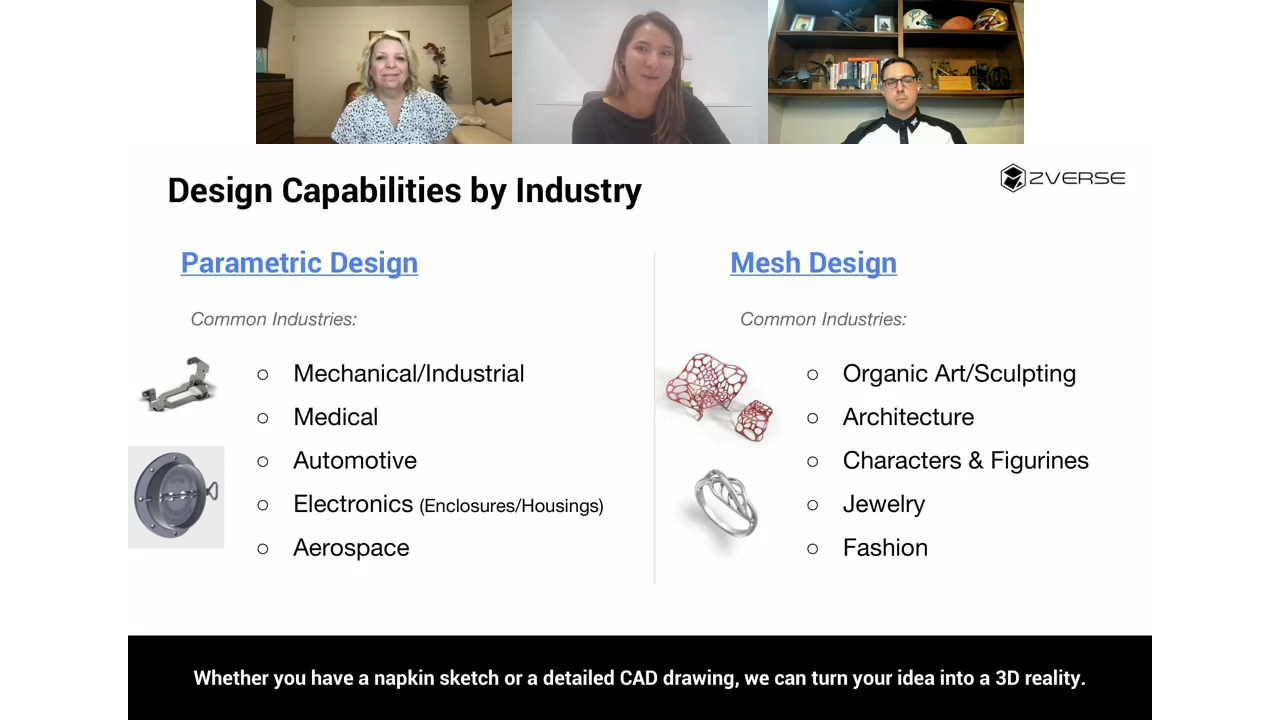 Design Capabilities by Industry
ZVERSE
Parametric Design
Common Industries:
○ Mechanical/Industrial
○ Medical
○ Automotive
○ Electronics (Enclosures/Housings)
○ Aerospace
Mesh Design
Common Industries:
○ Organic Art/Sculpting
○ Architecture
○ Characters & Figurines
○ Jewelry
○ Fashion
Whether you have a napkin sketch or a detailed CAD drawing, we can turn your idea into a 3D reality.